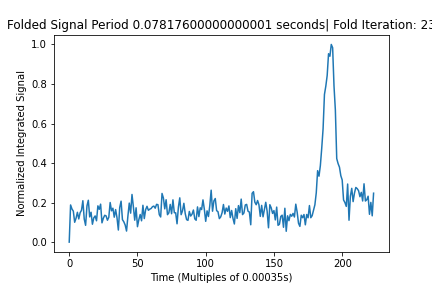 Folded Signal Period 0.07817600000000001 seconds| Fold Iteration: 23
1.0
0.8
0.6
0.4
0.2
0.0
Normalized Integrated Signal
0 50 100 150 200
Time (Multiples of 0.00035s)